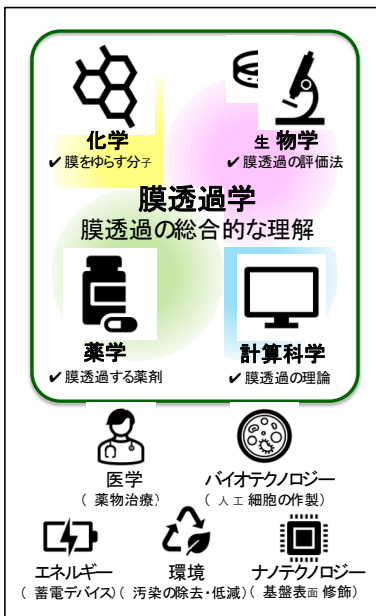 化学
✔ 膜をゆらす分子
生物学
✔ 膜透過の評価法
膜透過学
膜透過の総合的な理解
薬学
✔ 膜透過する薬剤
計算科学
✔ 膜透過の理論
医学
( 薬物治療)
バイオテクノロジー
( 人工細胞の作製)
エネルギー
( 蓄電デバイス)
環境
( 汚染の除去・低減)
ナノテクノロジー
( 基盤表面修飾)